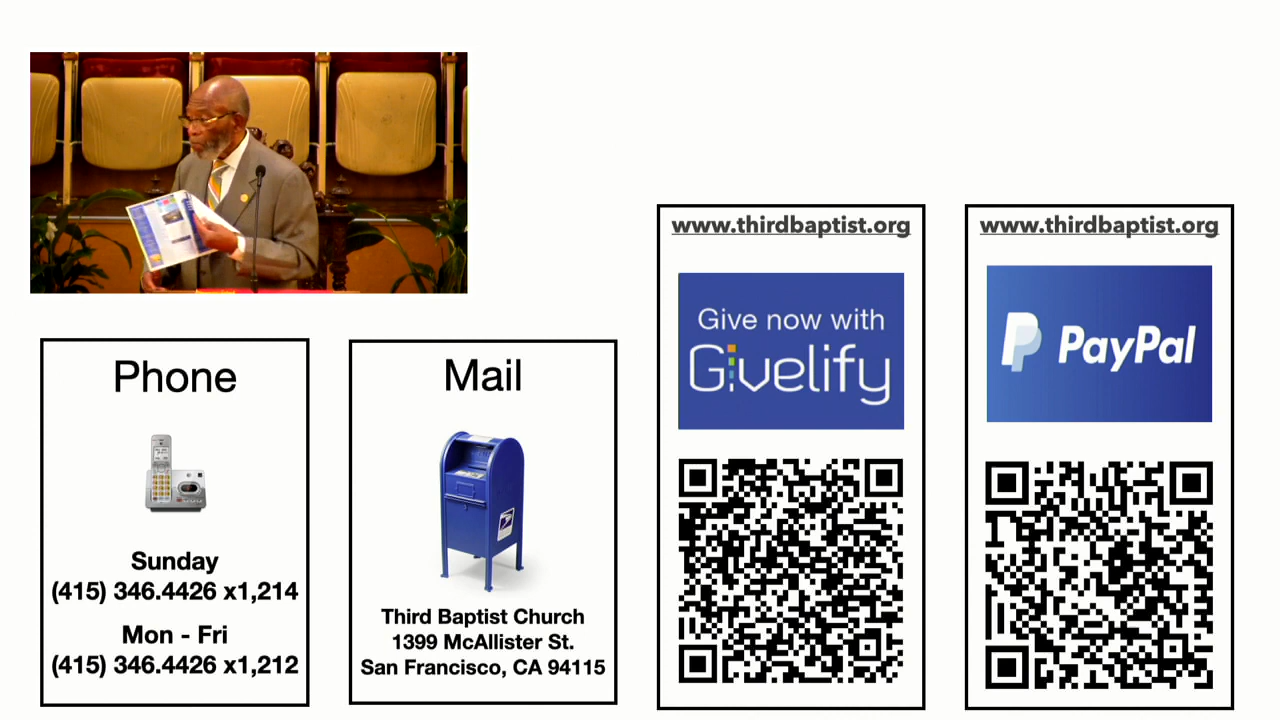 Phone
Sunday
(415) 346.4426 x1,214
Mon - Fri
(415) 346.4426 x1,212
Mail
Third Baptist Church
1399 McAllister St.
San Francisco, CA 94115
www.thirdbaptist.org
Give now with
Givelify
www.thirdbaptist.org
PayPal